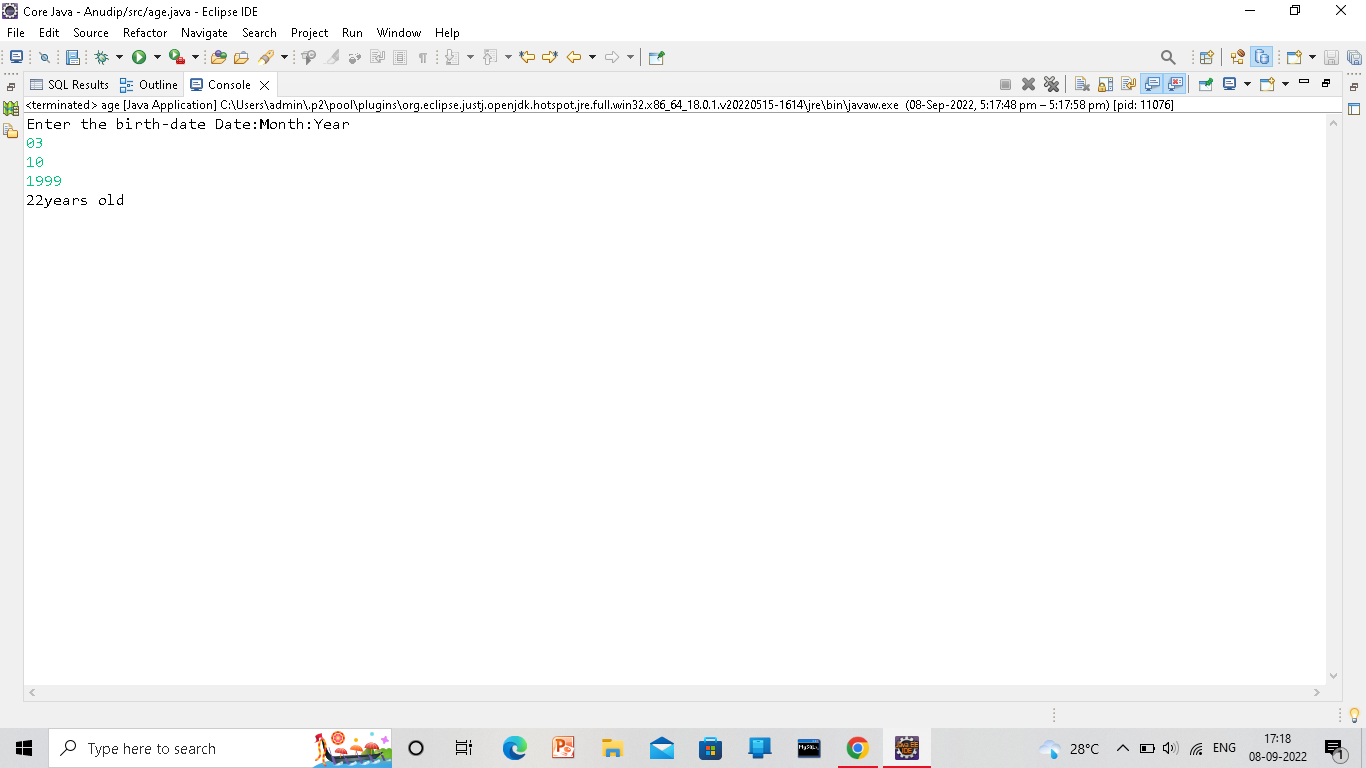 Core Java - Anudip/src/age.java - Eclipse IDE
File Edit Source Refactor Navigate Search Project Run Window Help
SQL Results Outline Console
<terminated> age [Java Application] C:\Users\admin\.p2\pool\plugins\org.eclipse.justj.openjdk.hotspot.jre.full.win32.x86_64_18.0.1.v20220515-1614\jre\bin\javaw.exe (08-Sep-2022, 5:17:48 pm – 5:17:58 pm) [pid: 11076]
Enter the birth-date Date:Month:Year
03
10
1999
22years old
Type here to search
MySQL
28°C ENG
17:18
08-09-2022
1